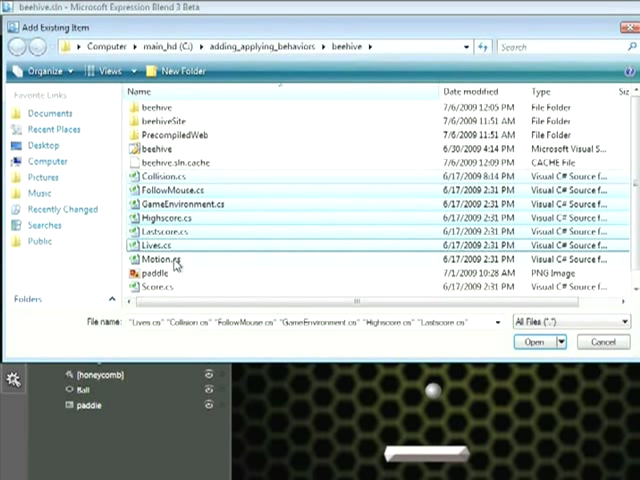 beehive.sln - Microsoft Expression Blend 3 Beta
Add Existing Item
Computer main_hd (C:) adding_applying_behaviors beehive Search
Organize Views New Folder
Favorite Links
Documents
Recent Places
Desktop
Computer
Pictures
Music
Recently Changed
Searches
Public
Folders
Name Date modified Type Siz
beehive 7/6/2009 12:05 PM File Folder
beehiveSite 7/6/2009 11:51 AM File Folder
PrecompiledWeb 7/6/2009 11:51 AM File Folder
beehive 6/30/2009 4:14 PM Microsoft Visual S...
beehive.sln.cache 7/6/2009 12:09 PM CACHE File
Collision.cs 6/17/2009 8:14 PM Visual C# Source f...
FollowMouse.cs 6/17/2009 2:31 PM Visual C# Source f...
GameEnvironment.cs 6/17/2009 2:31 PM Visual C# Source f...
Highscore.cs 6/17/2009 2:31 PM Visual C# Source f...
Lastscore.cs 6/17/2009 2:31 PM Visual C# Source f...
Lives.cs 6/17/2009 2:31 PM Visual C# Source f...
Motion.cs 6/17/2009 2:31 PM Visual C# Source f...
paddle 7/1/2009 10:28 AM PNG Image
Score.cs 6/17/2009 2:31 PM Visual C# Source f...
File name: "Lives.cs" "Collision.cs" "FollowMouse.cs" "GameEnvironment.cs" "Highscore.cs" "Lastscore.cs" All Files (*.*)
Open Cancel
[honeycomb]
Ball
paddle